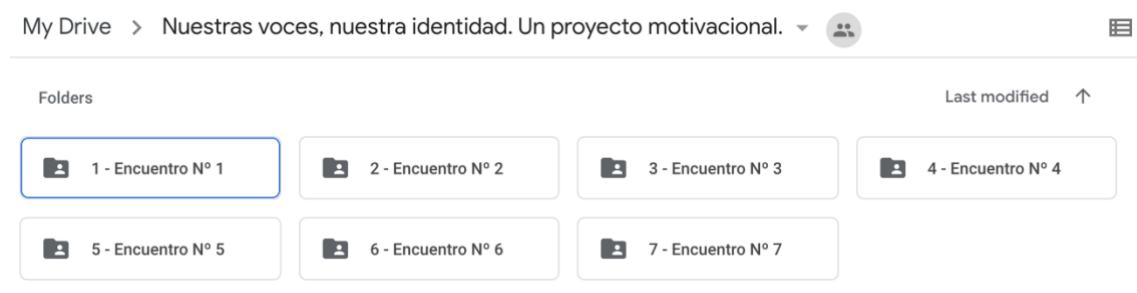 My Drive > Nuestras voces, nuestra identidad. Un proyecto motivacional.
Folders Last modified
1 - Encuentro Nº 1 2 - Encuentro Nº 2 3 - Encuentro Nº 3 4 - Encuentro Nº 4
5 - Encuentro Nº 5 6 - Encuentro Nº 6 7 - Encuentro Nº 7